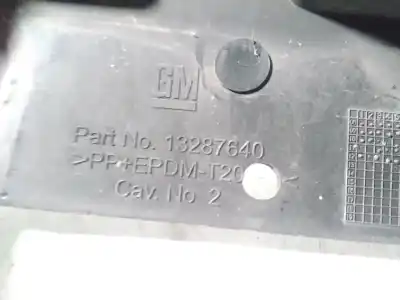 GM
Part No. 13287640
>PP+EPDM-T20<
Cav. No 2